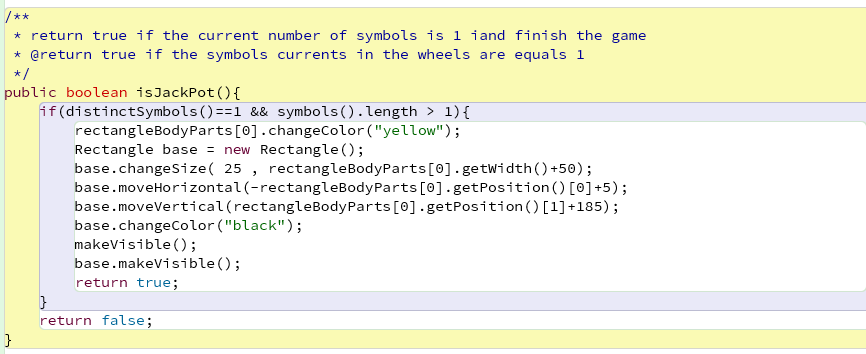 /**
 * return true if the current number of symbols is 1 iand finish the game
 * @return true if the symbols currents in the wheels are equals 1
 */
public boolean isJackPot(){
    if(distinctSymbols()==1 && symbols().length > 1){
        rectangleBodyParts[0].changeColor("yellow");
        Rectangle base = new Rectangle();
        base.changeSize( 25 , rectangleBodyParts[0].getWidth()+50);
        base.moveHorizontal(-rectangleBodyParts[0].getPosition()[0]+5);
        base.moveVertical(rectangleBodyParts[0].getPosition()[1]+185);
        base.changeColor("black");
        makeVisible();
        base.makeVisible();
        return true;
    }
    return false;
}